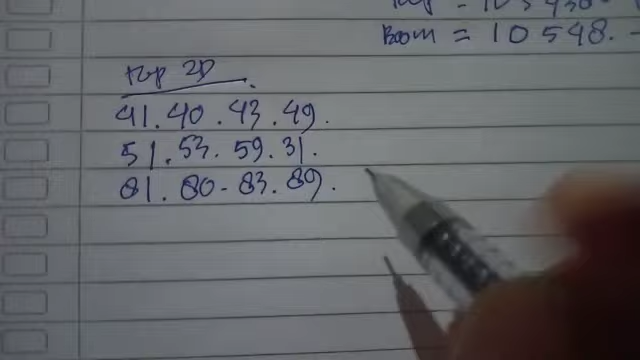 BOOM = 10548.
Top 2D
41.40.43.49.
51.53.59.31.
81.80-83.89.